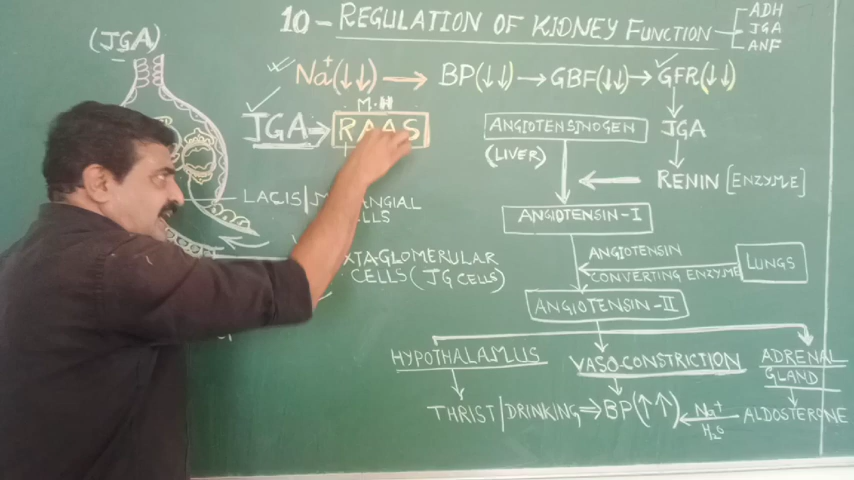 10 - REGULATION OF KIDNEY FUNCTION
ADH
JGA
ANF
(JGA)
Na+(↓↓) → BP(↓↓) → GBF(↓↓) → GFR(↓↓)
M.H
JGA ⇒ RAAS
ANGIOTENSINOGEN
(LIVER)
JGA
RENIN [ENZYME]
LACIS/M
ANGIAL
CELLS
ANGIOTENSIN-I
XTAGLOMERULAR
CELLS (JG CELLS)
ANGIOTENSIN
CONVERTING ENZYME
LUNGS
ANGIOTENSIN-II
HYPOTHALAMUS
VASO-CONSTRICTION
ADRENAL
GLAND
THRIST/DRINKING ⇒ BP(↑↑) ← Na+ H2O ALDOSTERONE